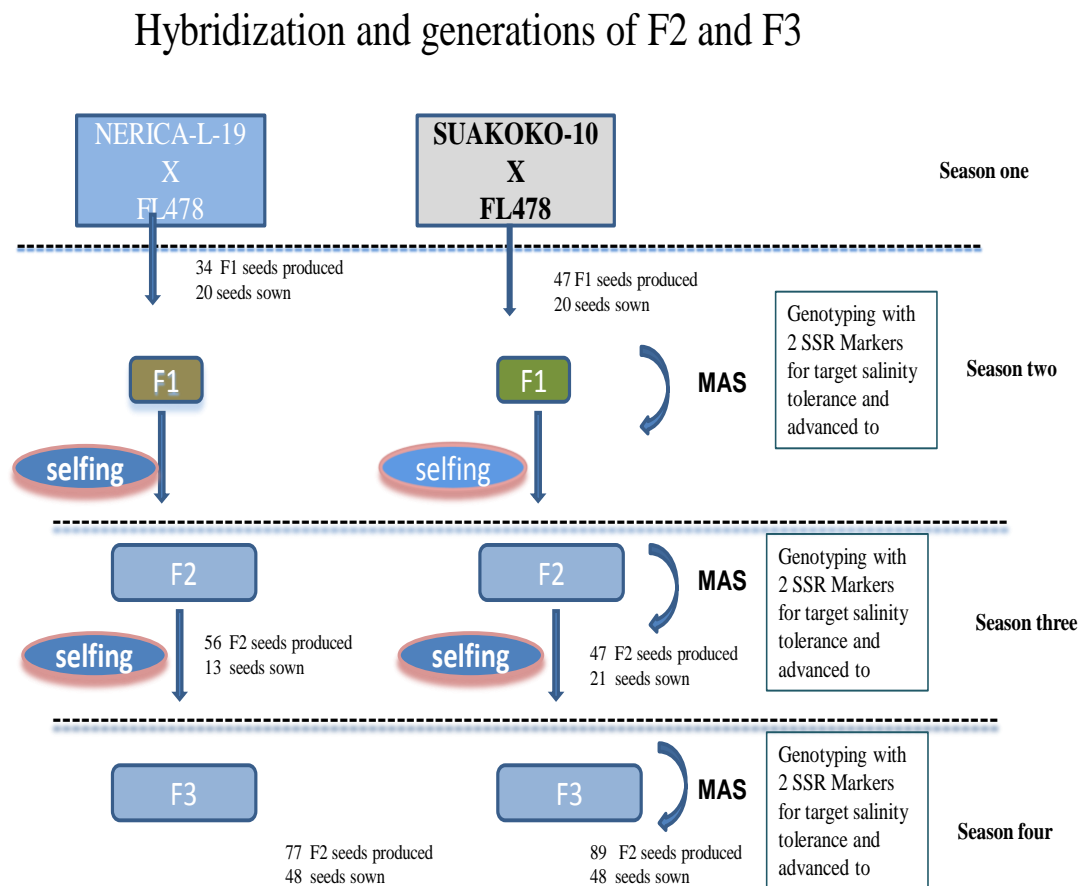 Hybridization and generations of F2 and F3
NERICA-L-19
X
FL478
SUAKOKO-10
X
FL478
Season one
34 F1 seeds produced
20 seeds sown
47 F1 seeds produced
20 seeds sown
F1
F1
MAS
Genotyping with
2 SSR Markers
for target salinity
tolerance and
advanced to
Season two
selfing
selfing
F2
F2
MAS
Genotyping with
2 SSR Markers
for target salinity
tolerance and
advanced to
Season three
selfing
56 F2 seeds produced
13 seeds sown
selfing
47 F2 seeds produced
21 seeds sown
F3
F3
MAS
Genotyping with
2 SSR Markers
for target salinity
tolerance and
advanced to
Season four
77 F2 seeds produced
48 seeds sown
89 F2 seeds produced
48 seeds sown